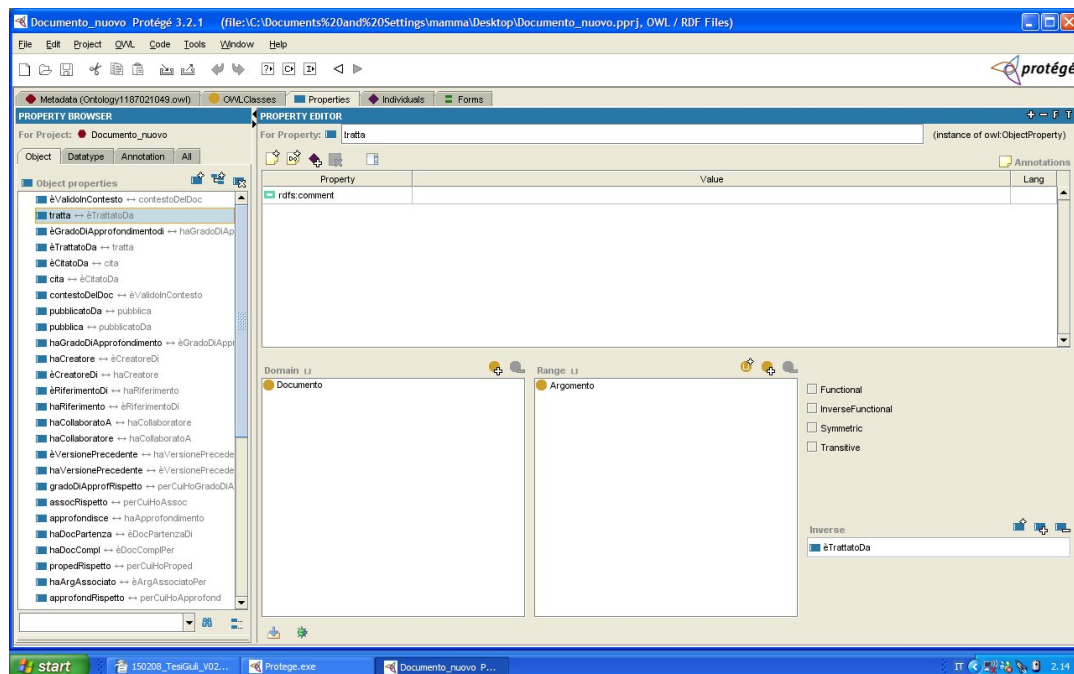 Documento_nuovo Protégé 3.2.1 (file:\C:\Documents%20and%20Settings\mamma\Desktop\Documento_nuovo.pprj, OWL / RDF Files)
File Edit Project OWL Code Tools Window Help
protégé
Metadata (Ontology1187021049.owl) OWLClasses Properties Individuals Forms
PROPERTY BROWSER
For Project: Documento_nuovo
Object Datatype Annotation All
Object properties
èValidoInContesto ↔ contestoDelDoc
tratta ↔ èTrattatoDa
èGradoDiApprofondimentodi ↔ haGradoDiAp
èTrattatoDa ↔ tratta
èCitatoDa ↔ cita
cita ↔ èCitatoDa
contestoDelDoc ↔ èValidoInContesto
pubblicatoDa ↔ pubblica
pubblica ↔ pubblicatoDa
haGradoDiApprofondimento ↔ èGradoDiAppr
haCreatore ↔ èCreatoreDi
èCreatoreDi ↔ haCreatore
èRiferimentoDi ↔ haRiferimento
haRiferimento ↔ èRiferimentoDi
haCollaboratoA ↔ haCollaboratore
haCollaboratore ↔ haCollaboratoA
èVersionePrecedente ↔ haVersionePrecede
haVersionePrecedente ↔ èVersionePrecede
gradoDiApprofRispetto ↔ perCuiHoGradoDiA
assocRispetto ↔ perCuiHoAssoc
approfondisce ↔ haApprofondimento
haDocPartenza ↔ èDocPartenzaDi
haDocCompl ↔ èDocComplPer
propedRispetto ↔ perCuiHoProped
haArgAssociato ↔ èArgAssociatoPer
approfondRispetto ↔ perCuiHoApprofond
PROPERTY EDITOR
F T
For Property: tratta (instance of owl:ObjectProperty)
Annotations
Property Value Lang
rdfs:comment
Domain
Documento
Range
Argomento
Functional
InverseFunctional
Symmetric
Transitive
Inverse
èTrattatoDa
start 150208_TesiGiuli_V02... Protege.exe Documento_nuovo P... IT 2.14